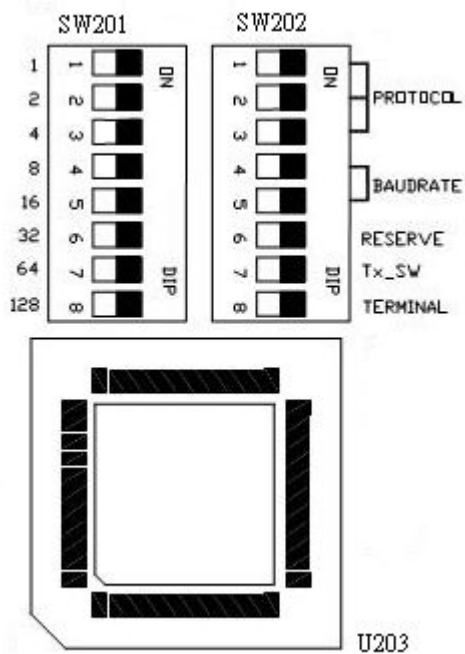 SW201
SW202
1 1 ON
2 2
4 3
8 4
16 5
32 6
64 7 DIP
128 8
1 ON
2 PROTOCOL
3
4
5 BAUDRATE
6 RESERVE
7 DIP Tx_SW
8 TERMINAL
U203